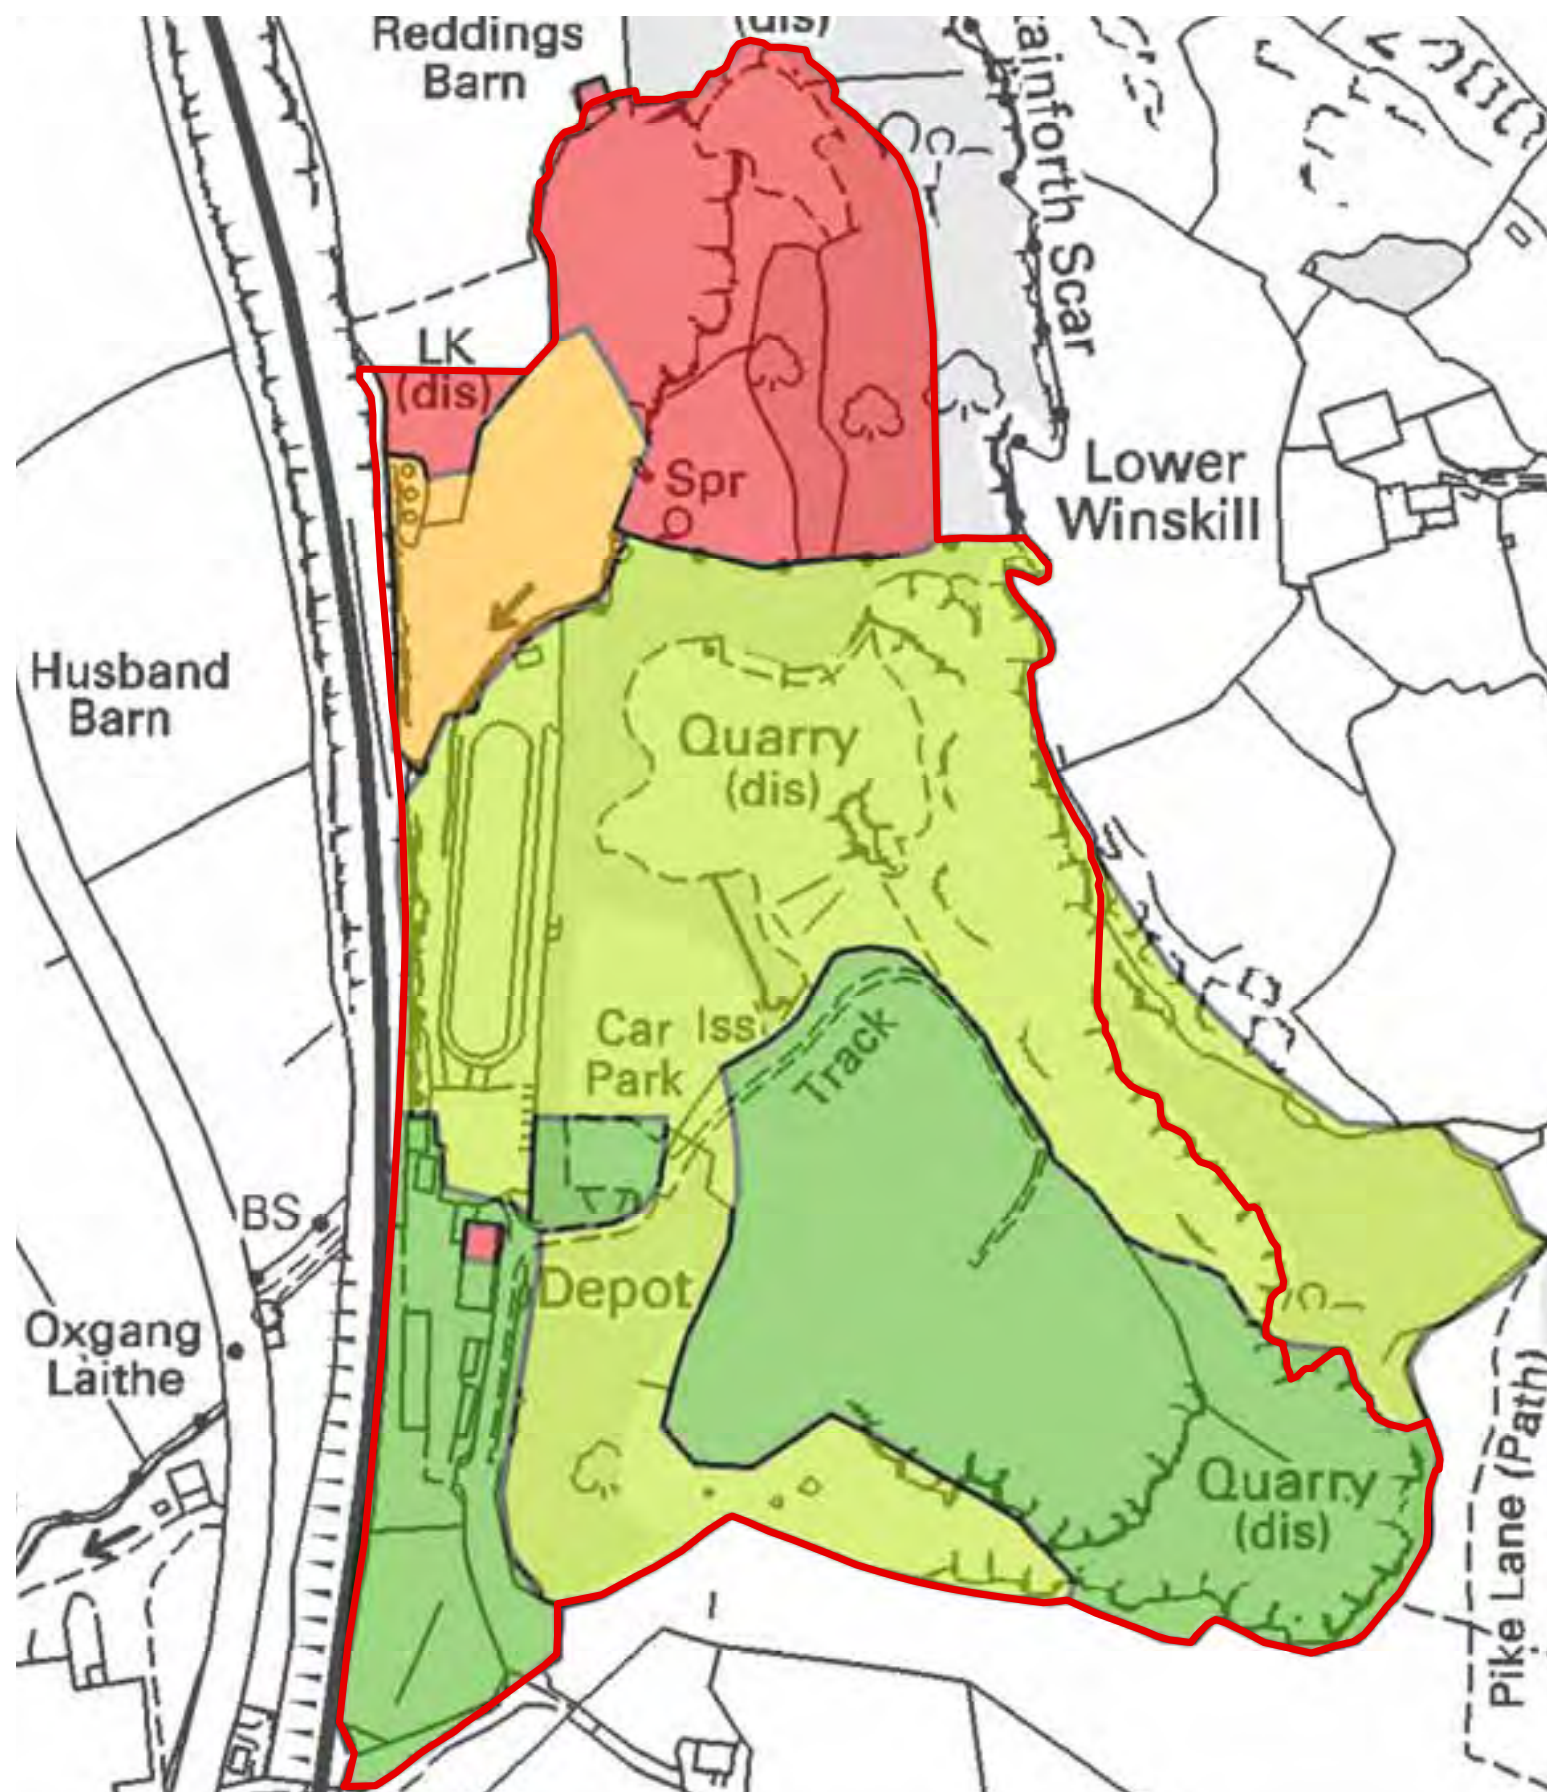 Reddings
Barn
(dis)
ainforth Scar
LK
(dis)
Spr
Lower
Winskill
Husband
Barn
Quarry
(dis)
Car
Park
Iss
Track
BS
Depot
Oxgang
Laithe
Quarry
(dis)
Pike Lane (Path)